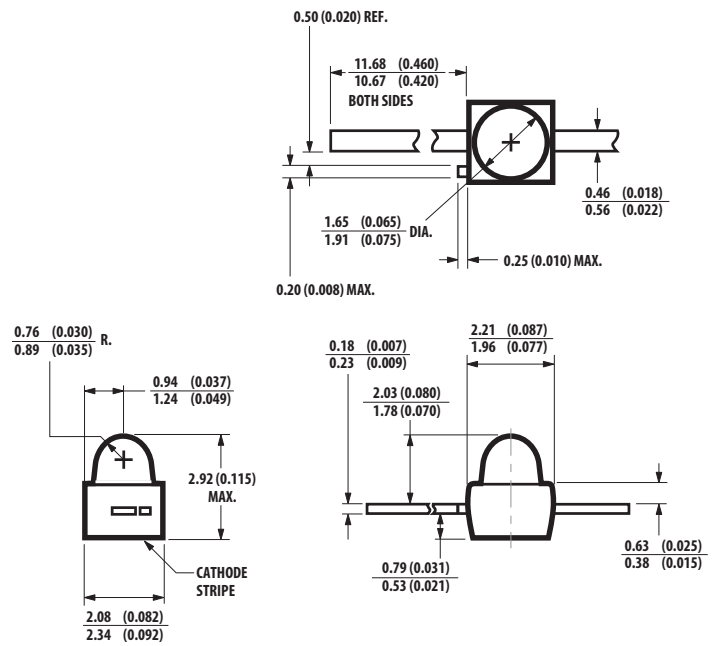 0.50 (0.020) REF.
11.68 (0.460)
10.67 (0.420)
BOTH SIDES
0.46 (0.018)
0.56 (0.022)
1.65 (0.065)
1.91 (0.075)
DIA.
0.25 (0.010) MAX.
0.20 (0.008) MAX.
0.76 (0.030)
0.89 (0.035)
R.
0.94 (0.037)
1.24 (0.049)
2.92 (0.115)
MAX.
CATHODE
STRIPE
2.08 (0.082)
2.34 (0.092)
0.18 (0.007)
0.23 (0.009)
2.21 (0.087)
1.96 (0.077)
2.03 (0.080)
1.78 (0.070)
0.79 (0.031)
0.53 (0.021)
0.63 (0.025)
0.38 (0.015)